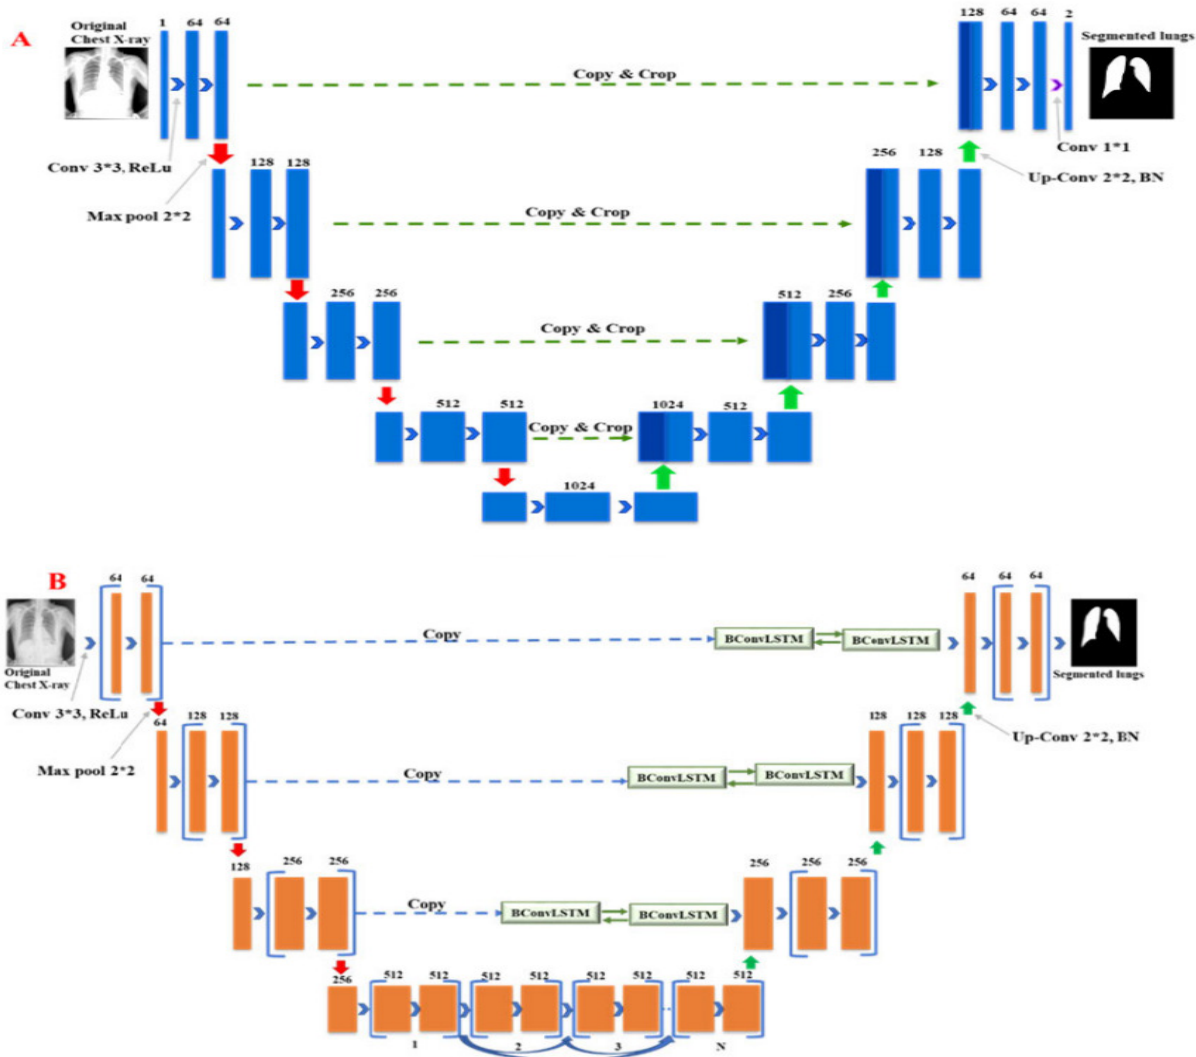 A
Original
Chest X-ray
1 64 64
128 64 64 2
Segmented lungs
Copy & Crop
Conv 3*3, ReLu
Conv 1*1
Max pool 2*2
128 128
256 128
Up-Conv 2*2, BN
Copy & Crop
256 256
512 256
Copy & Crop
512 512
1024 512
Copy & Crop
1024
B
64 64
64 64 64
Original
Chest X-ray
Copy
BConvLSTM BConvLSTM
Segmented lungs
Conv 3*3, ReLu
Max pool 2*2
64 128 128
128 128 128
Up-Conv 2*2, BN
Copy
BConvLSTM BConvLSTM
128 256 256
256 256 256
Copy
BConvLSTM BConvLSTM
256 512 512 512 512 512 512 512 512
1 2 3 N